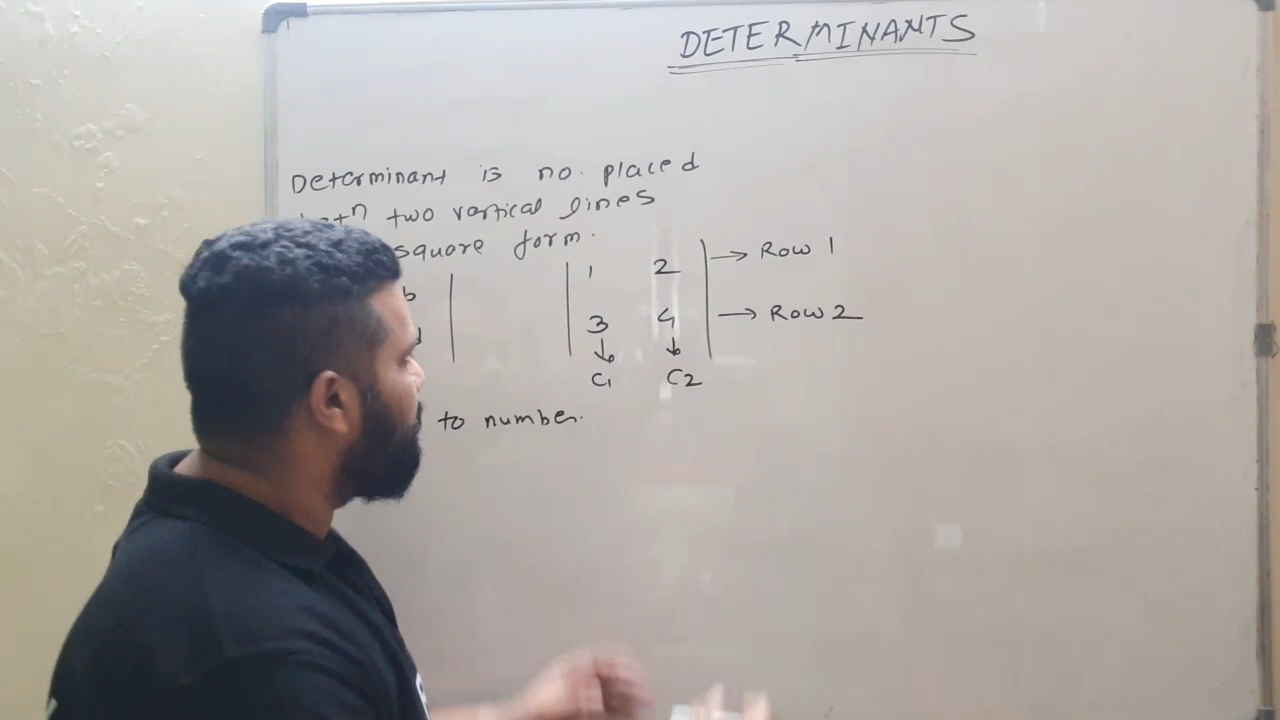 DETERMINANTS
Determinant is no. placed
two vertical lines
square form.
b | | 1 2 | → Row 1
d | | 3 4 | → Row 2
C1 C2
to number.